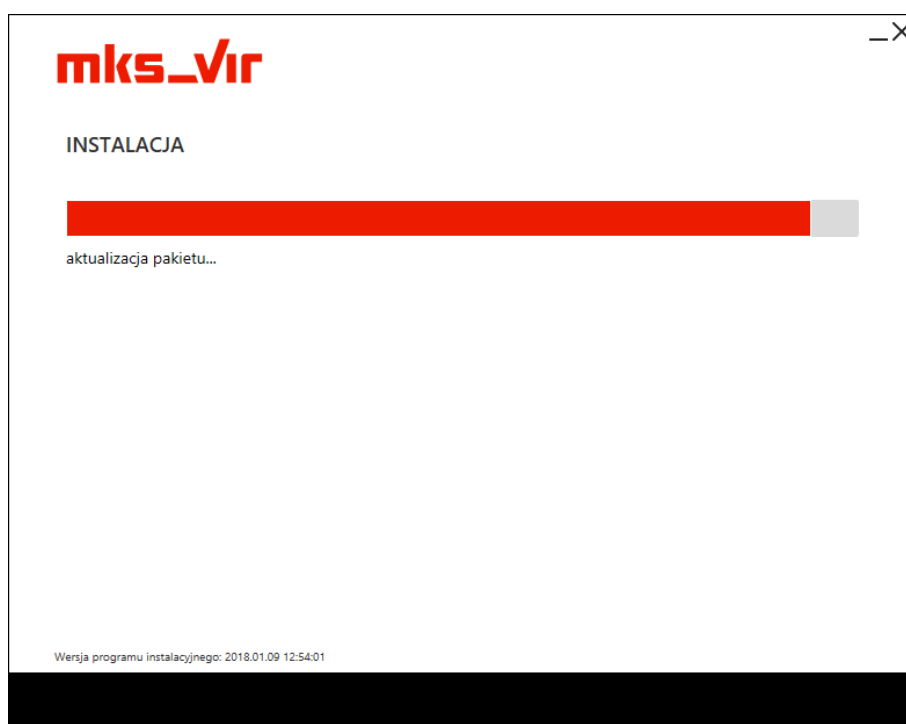 mks_vir
INSTALACJA
aktualizacja pakietu...
Wersja programu instalacyjnego: 2018.01.09 12:54:01